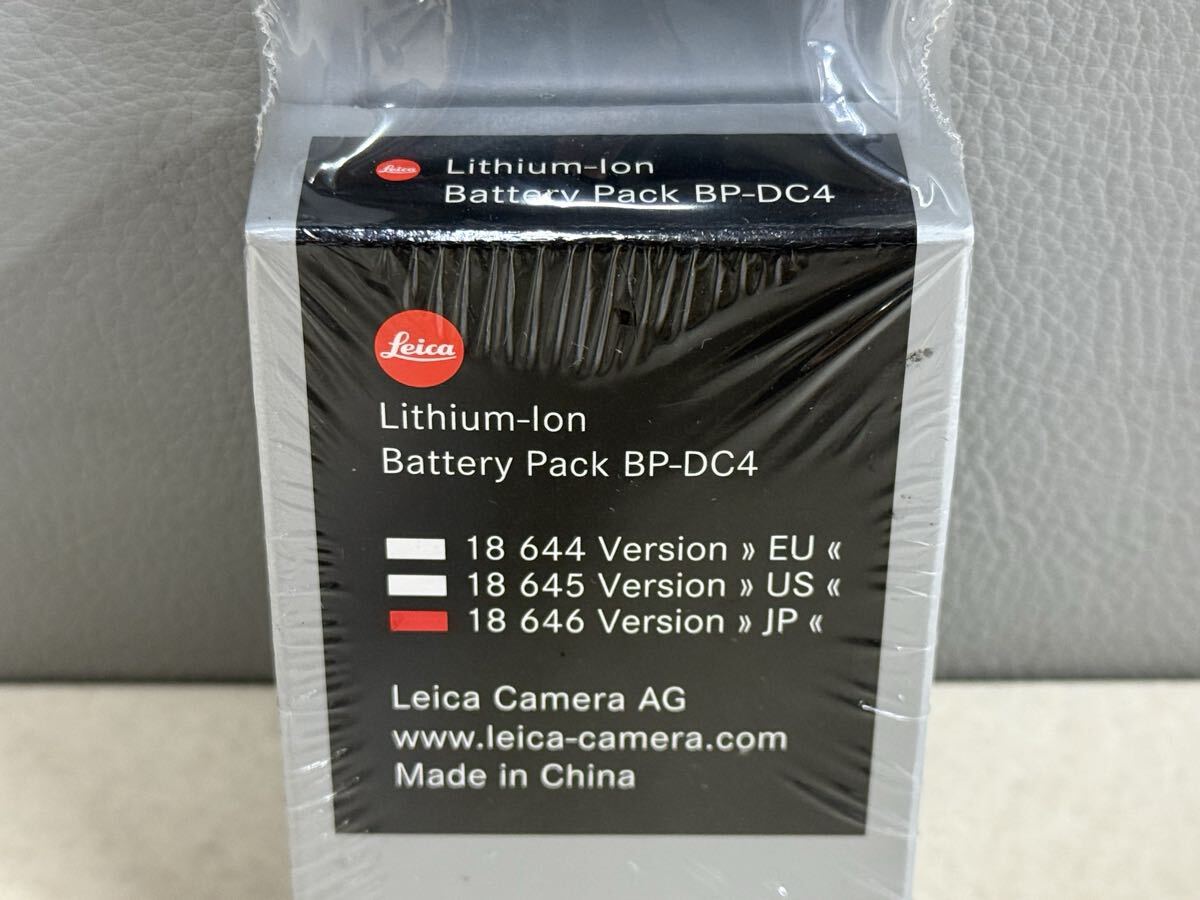 Leica
Lithium-Ion
Battery Pack BP-DC4
Leica
Lithium-Ion
Battery Pack BP-DC4
18 644 Version » EU «
18 645 Version » US «
18 646 Version » JP «
Leica Camera AG
www.leica-camera.com
Made in China